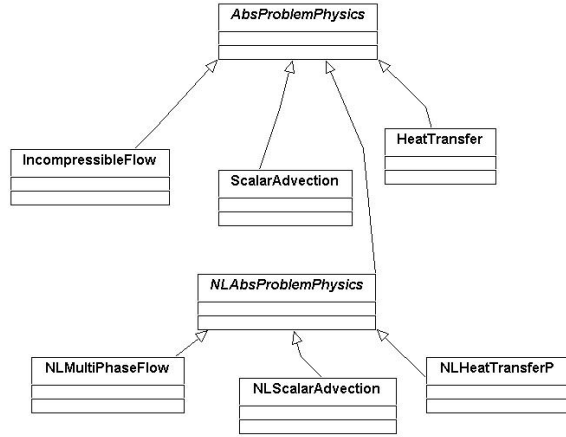 AbsProblemPhysics
IncompressibleFlow
ScalarAdvection
HeatTransfer
NLAbsProblemPhysics
NLMultiPhaseFlow
NLScalarAdvection
NLHeatTransferP